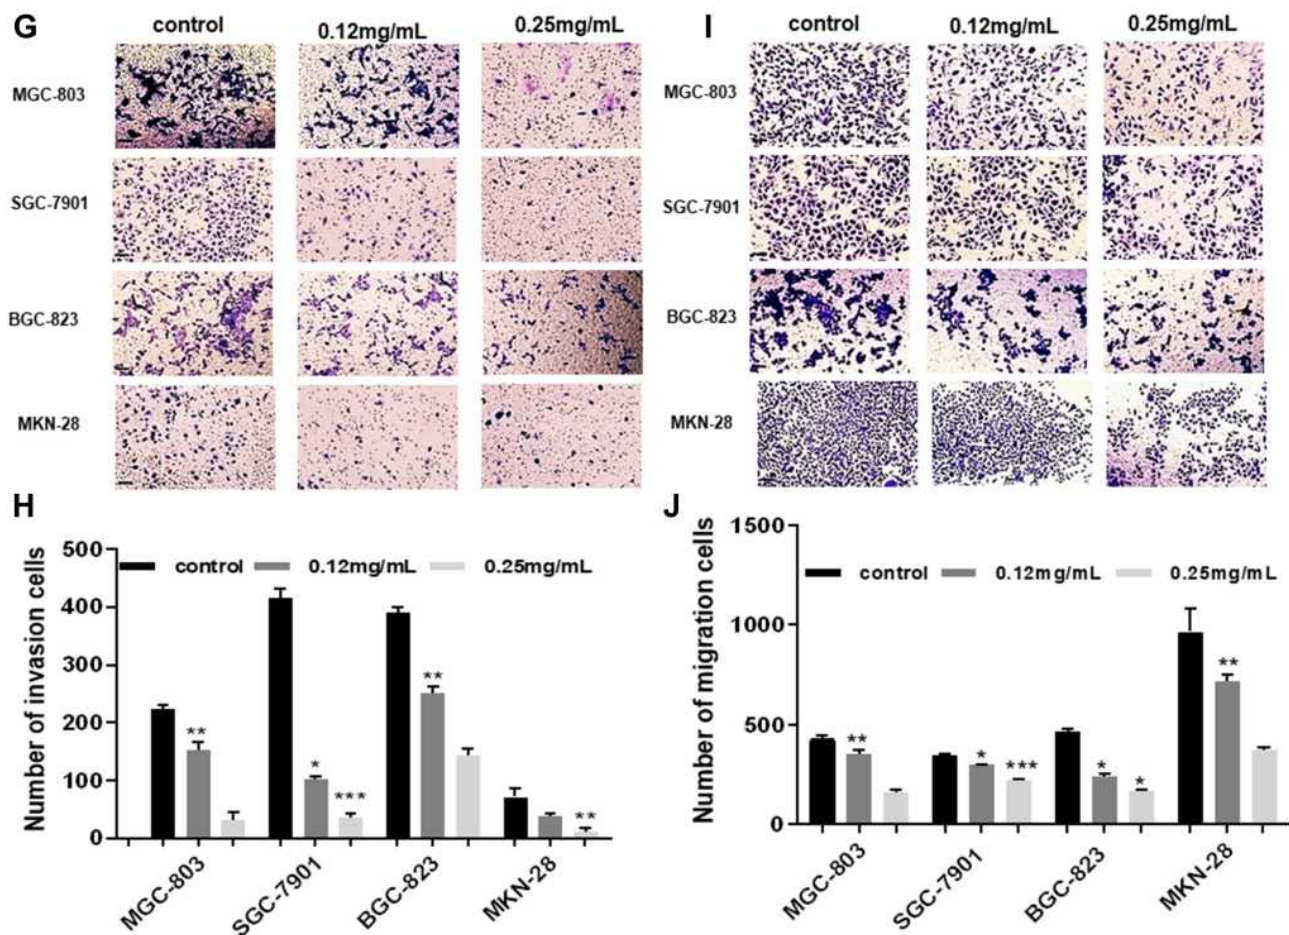 G
control
0.12mg/mL
0.25mg/mL
MGC-803
SGC-7901
BGC-823
MKN-28
I
control
0.12mg/mL
0.25mg/mL
MGC-803
SGC-7901
BGC-823
MKN-28
H
Number of invasion cells
500
400
300
200
100
0
control
0.12mg/mL
0.25mg/mL
**
*
***
**
**
MGC-803
SGC-7901
BGC-823
MKN-28
J
Number of migration cells
1500
1000
500
0
control
0.12mg/mL
0.25mg/mL
**
*
***
*
*
**
MGC-803
SGC-7901
BGC-823
MKN-28